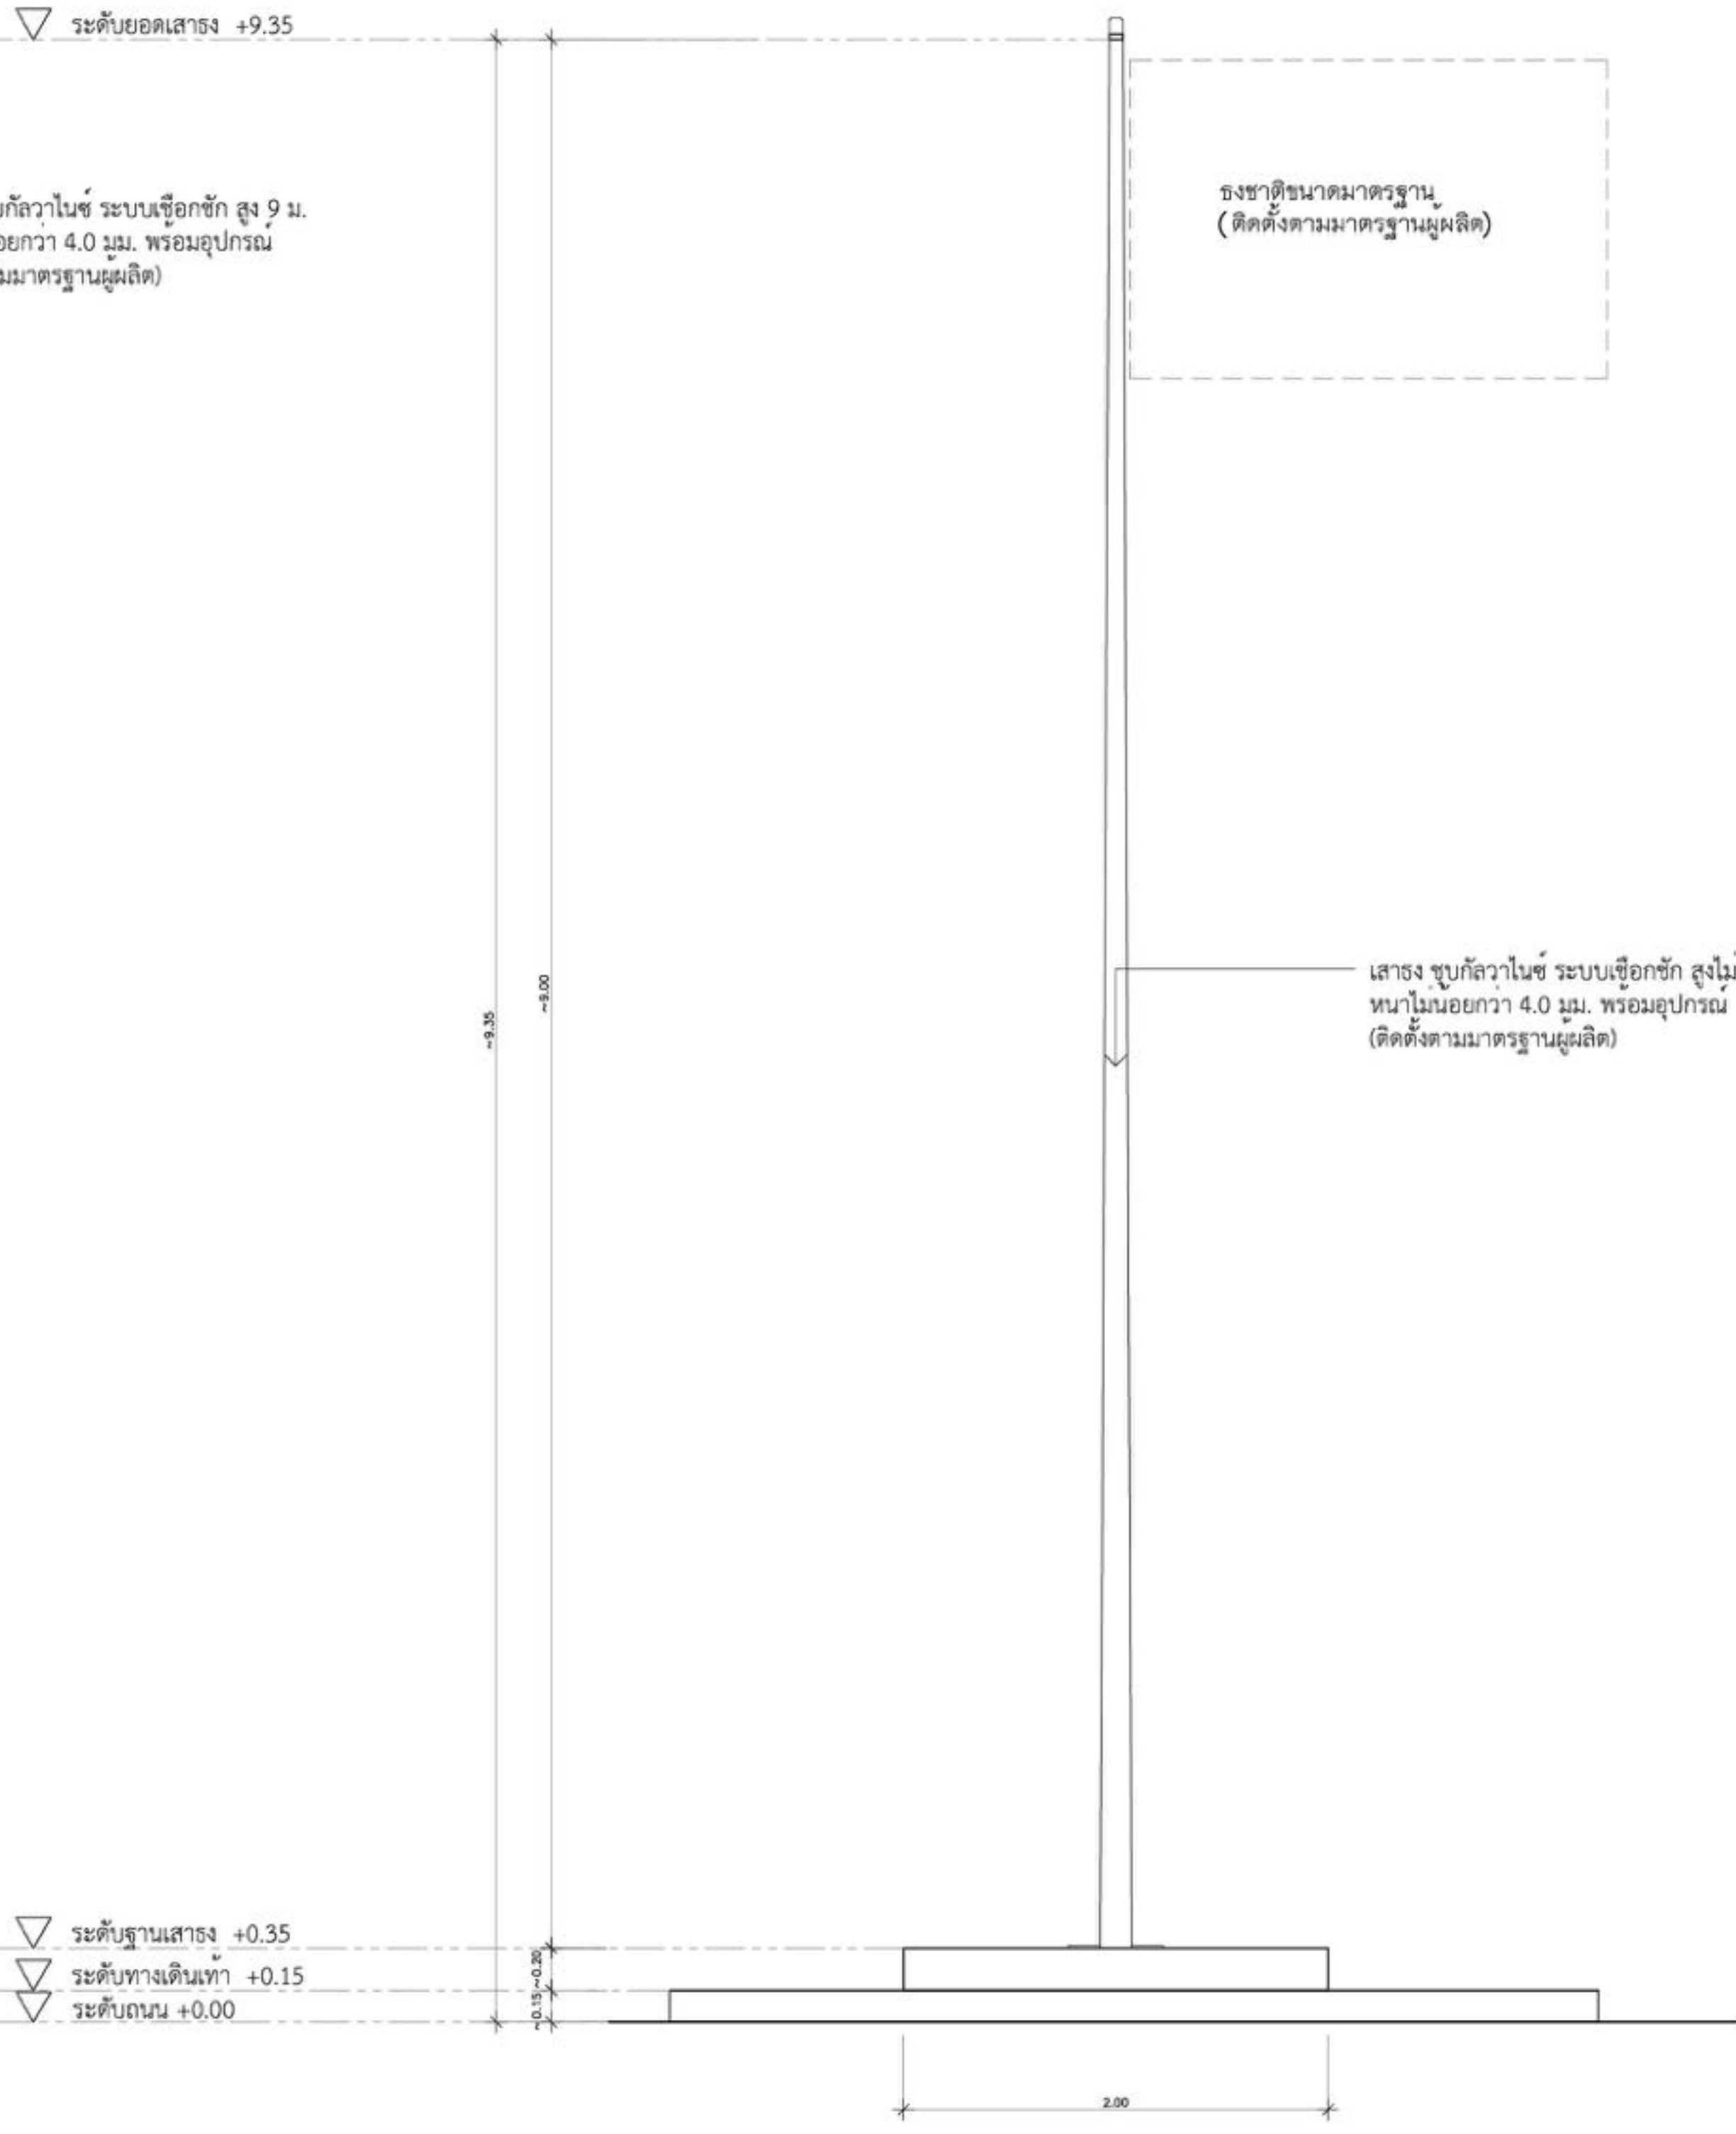 ระดับยอดเสาธง +9.35
กัลวาไนซ์ ระบบเชือกชัก สูง 9 ม.
อยกว่า 4.0 มม. พร้อมอุปกรณ์
มมาตรฐานผู้ผลิต)
ธงชาติขนาดมาตรฐาน
(ติดตั้งตามมาตรฐานผู้ผลิต)
~9.35
~9.00
เสาธง ชุบกัลวาไนซ์ ระบบเชือกชัก สูงไม่
หนาไม่น้อยกว่า 4.0 มม. พร้อมอุปกรณ์
(ติดตั้งตามมาตรฐานผู้ผลิต)
ระดับฐานเสาธง +0.35
~0.20
ระดับทางเดินเท้า +0.15
~0.15
ระดับถนน +0.00
2.00